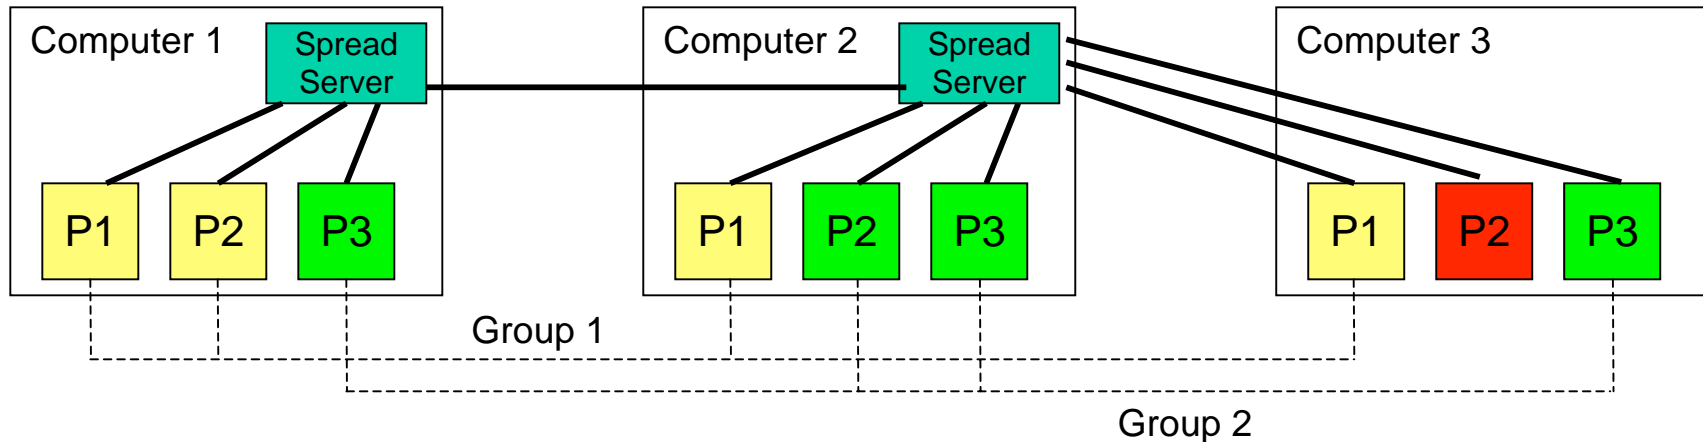 Computer 1
Spread
Server
P1
P2
P3
Computer 2
Spread
Server
P1
P2
P3
Computer 3
P1
P2
P3
Group 1
Group 2